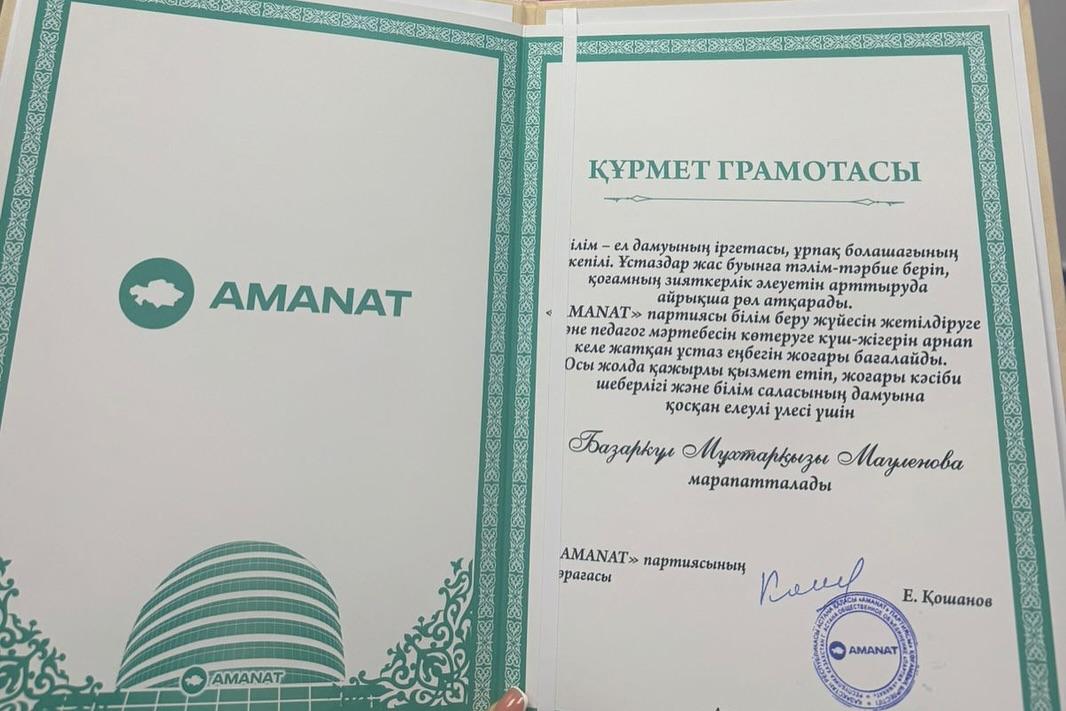 AMANAT
AMANAT
ҚҰРМЕТ ГРАМОТАСЫ
ілім – ел дамуының іргетасы, ұрпақ болашағының
кепілі. Ұстаздар жас буынға тәлім-тәрбие беріп,
қоғамның зияткерлік әлеуетін арттыруда
айрықша рөл атқарады.
«AMANAT» партиясы білім беру жүйесін жетілдіруге
әне педагог мәртебесін көтеруге күш-жігерін арнап
келе жатқан ұстаз еңбегін жоғары бағалайды.
Осы жолда қажырлы қызмет етіп, жоғары кәсіби
шеберлігі және білім саласының дамуына
қосқан елеулі үлесі үшін
Базаркүл Мұхтарқызы Мауленова
марапатталады
AMANAT» партиясының
өрағасы
Е. Қошанов
AMANAT